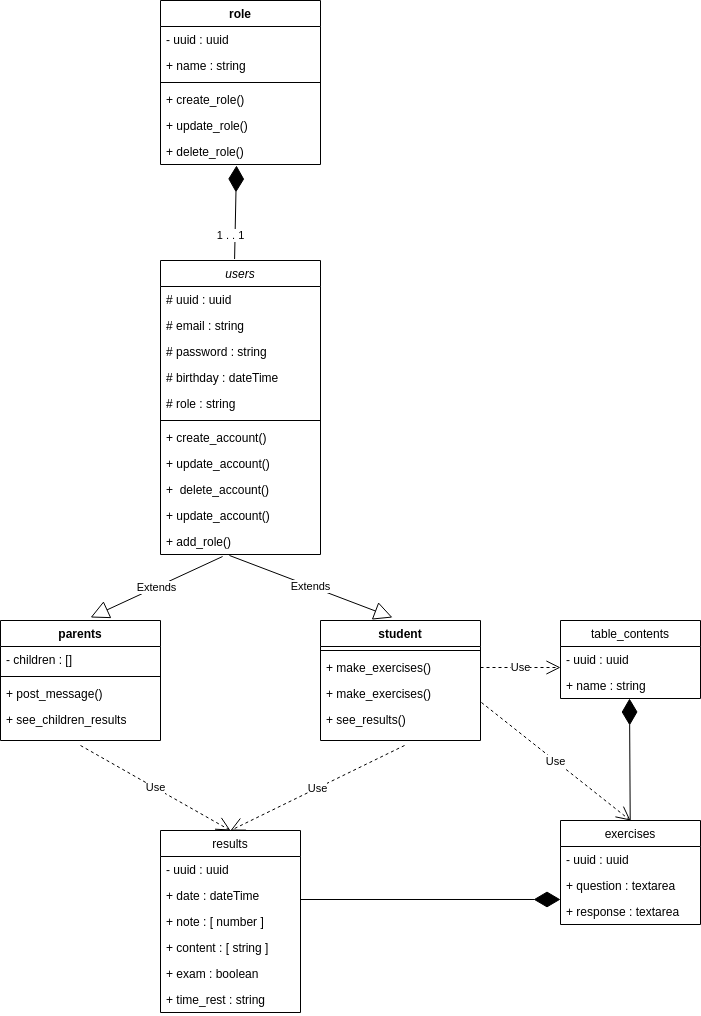 role
- uuid : uuid
+ name : string
+ create_role()
+ update_role()
+ delete_role()
1 . . 1
users
# uuid : uuid
# email : string
# password : string
# birthday : dateTime
# role : string
+ create_account()
+ update_account()
+  delete_account()
+ update_account()
+ add_role()
Extends
Extends
parents
- children : []
+ post_message()
+ see_children_results
student
+ make_exercises()
+ make_exercises()
+ see_results()
Use
table_contents
- uuid : uuid
+ name : string
Use
Use
Use
results
- uuid : uuid
+ date : dateTime
+ note : [ number ]
+ content : [ string ]
+ exam : boolean
+ time_rest : string
exercises
- uuid : uuid
+ question : textarea
+ response : textarea